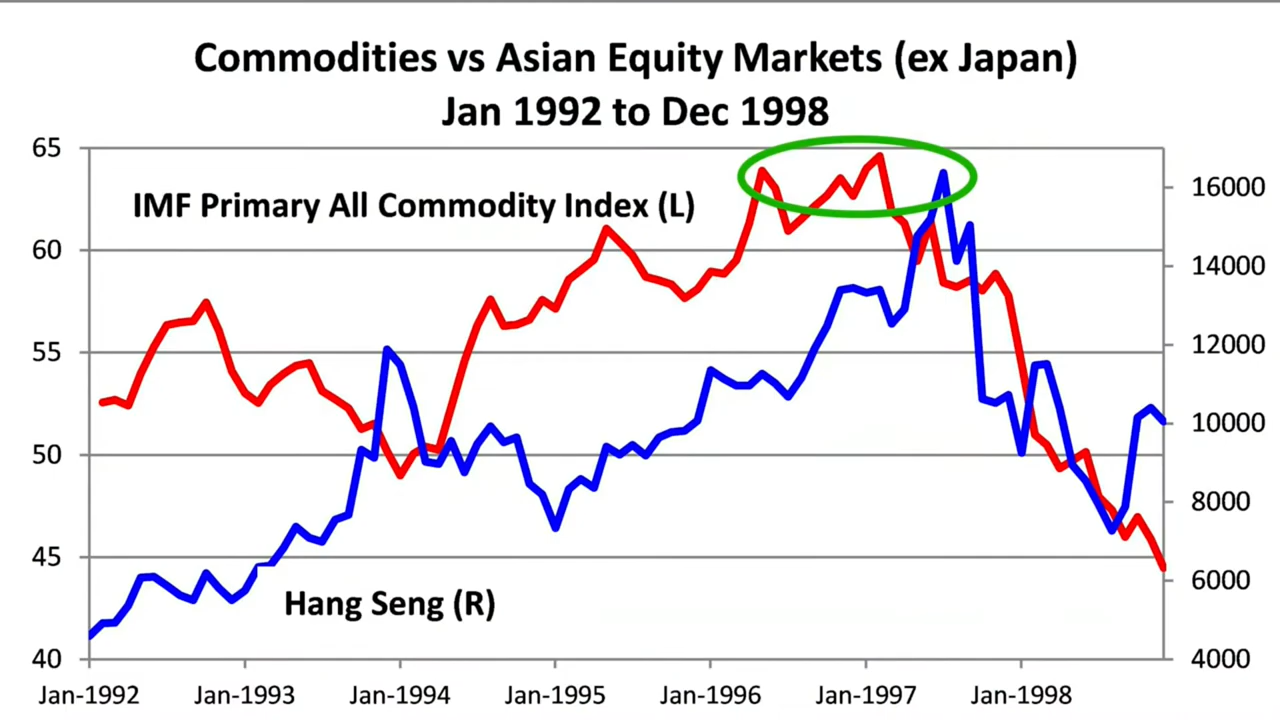 Commodities vs Asian Equity Markets (ex Japan)
Jan 1992 to Dec 1998
65
IMF Primary All Commodity Index (L)
16000
60
14000
55
12000
50
10000
8000
45
6000
Hang Seng (R)
40
4000
Jan-1992 Jan-1993 Jan-1994 Jan-1995 Jan-1996 Jan-1997 Jan-1998